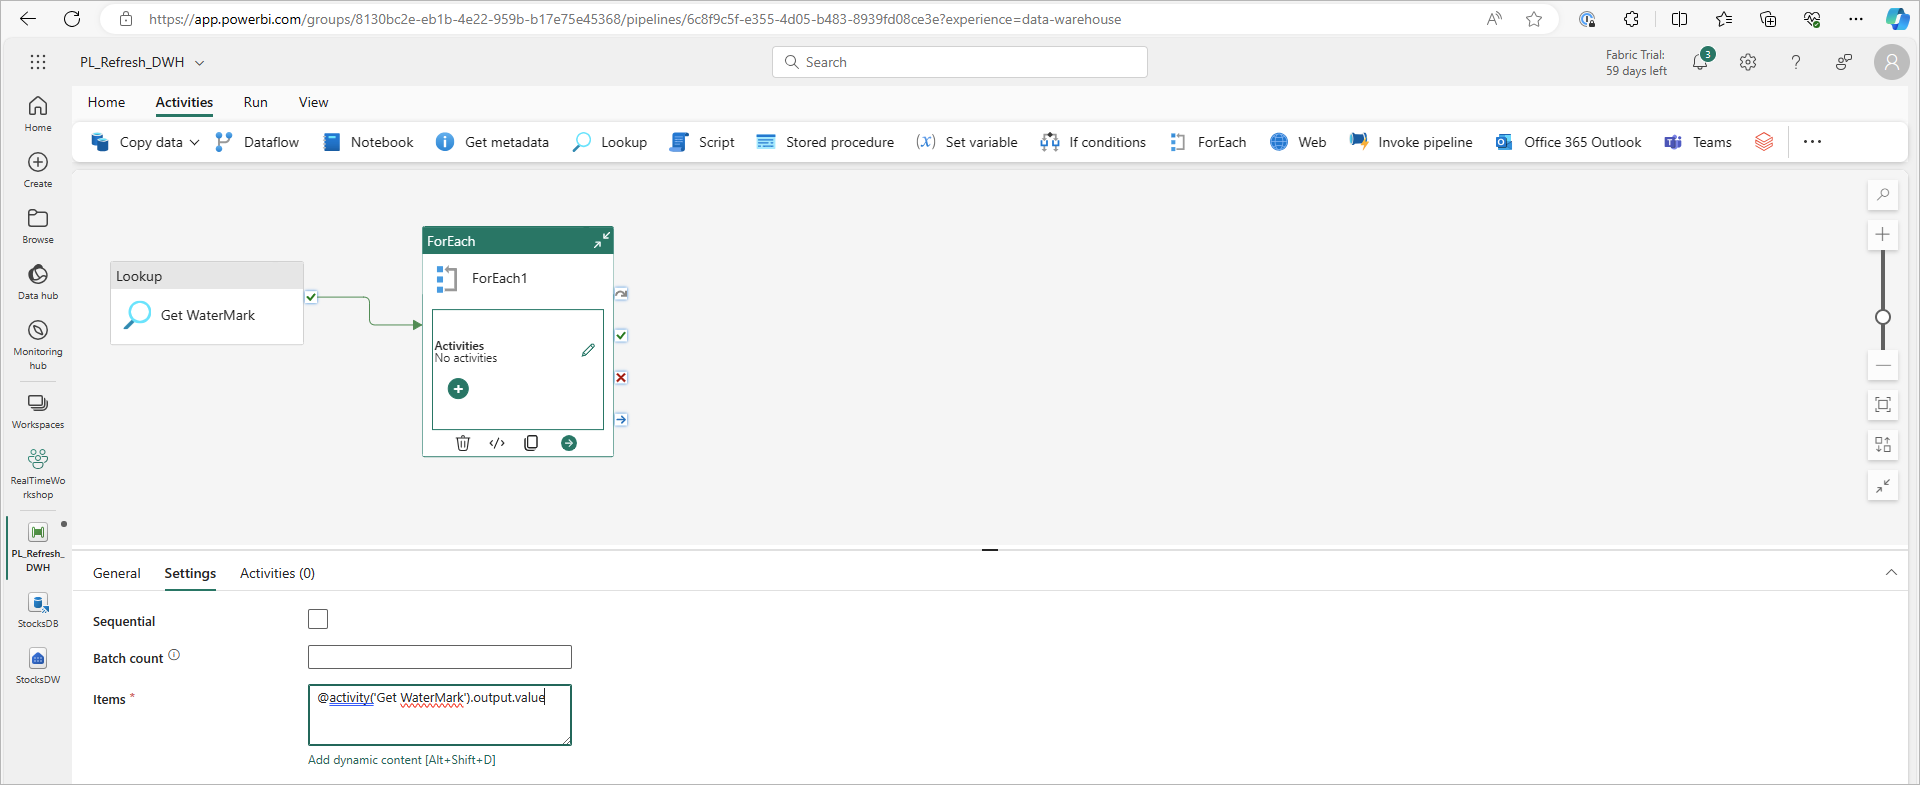 https://app.powerbi.com/groups/8130bc2e-eb1b-4e22-959b-b17e75e45368/pipelines/6c8f9c5f-e355-4d05-b483-8939fd08ce3e?experience=data-warehouse
PL_Refresh_DWH
Search
Fabric Trial:
59 days left
3
Home
Activities
Run
View
Copy data
Dataflow
Notebook
Get metadata
Lookup
Script
Stored procedure
(x) Set variable
If conditions
ForEach
Web
Invoke pipeline
Office 365 Outlook
Teams
Home
Create
Browse
Data hub
Monitoring
hub
Workspaces
RealTimeWo
rkshop
PL_Refresh_
DWH
StocksDB
StocksDW
Lookup
Get WaterMark
ForEach
ForEach1
Activities
No activities
General
Settings
Activities (0)
Sequential
Batch count
Items *
@activity('Get WaterMark').output.value
Add dynamic content [Alt+Shift+D]